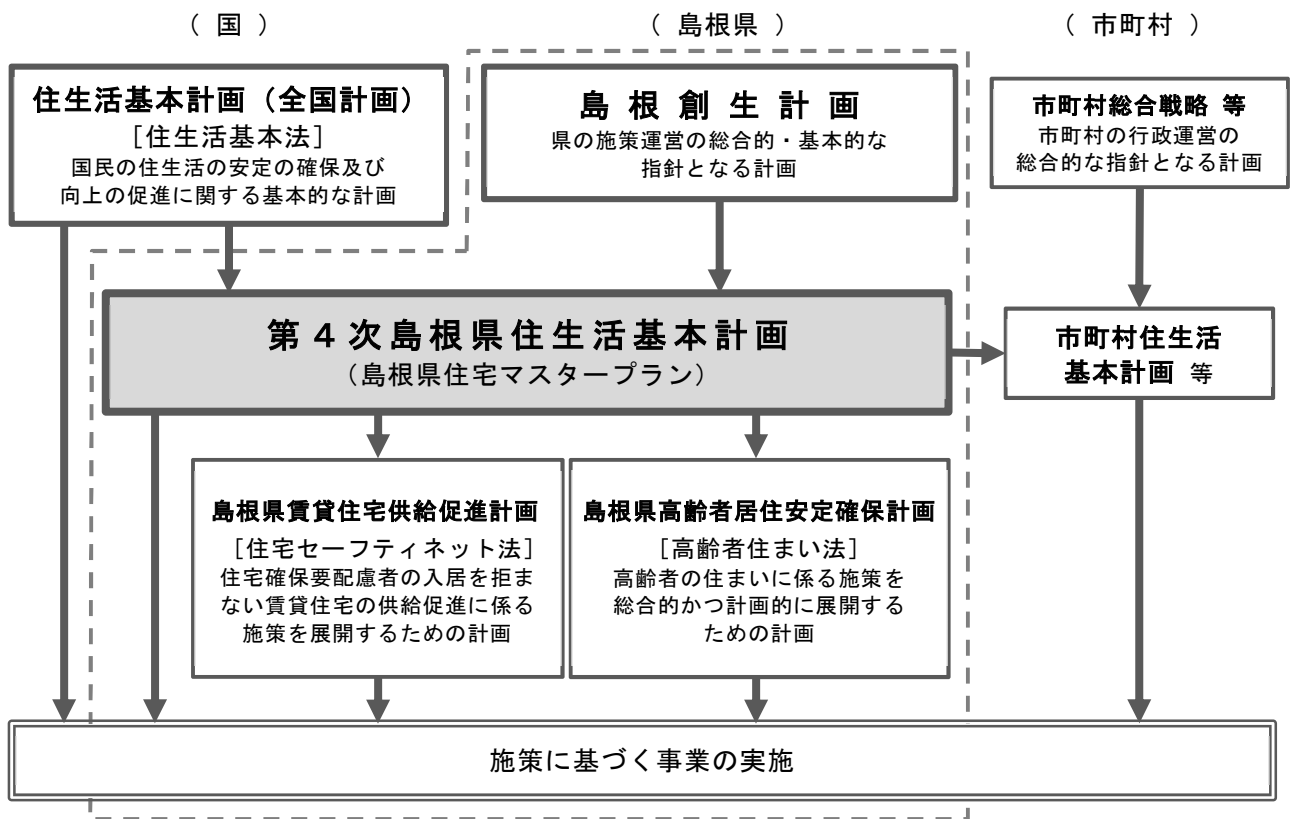 ( 国 )
( 島根県 )
( 市町村 )
住生活基本計画(全国計画)
[住生活基本法]
国民の住生活の安定の確保及び
向上の促進に関する基本的な計画
島根創生計画
県の施策運営の総合的・基本的な
指針となる計画
市町村総合戦略 等
市町村の行政運営の
総合的な指針となる計画
第4次島根県住生活基本計画
(島根県住宅マスタープラン)
市町村住生活
基本計画 等
島根県賃貸住宅供給促進計画
[住宅セーフティネット法]
住宅確保要配慮者の入居を拒ま
ない賃貸住宅の供給促進に係る
施策を展開するための計画
島根県高齢者居住安定確保計画
[高齢者住まい法]
高齢者の住まいに係る施策を
総合的かつ計画的に展開する
ための計画
施策に基づく事業の実施